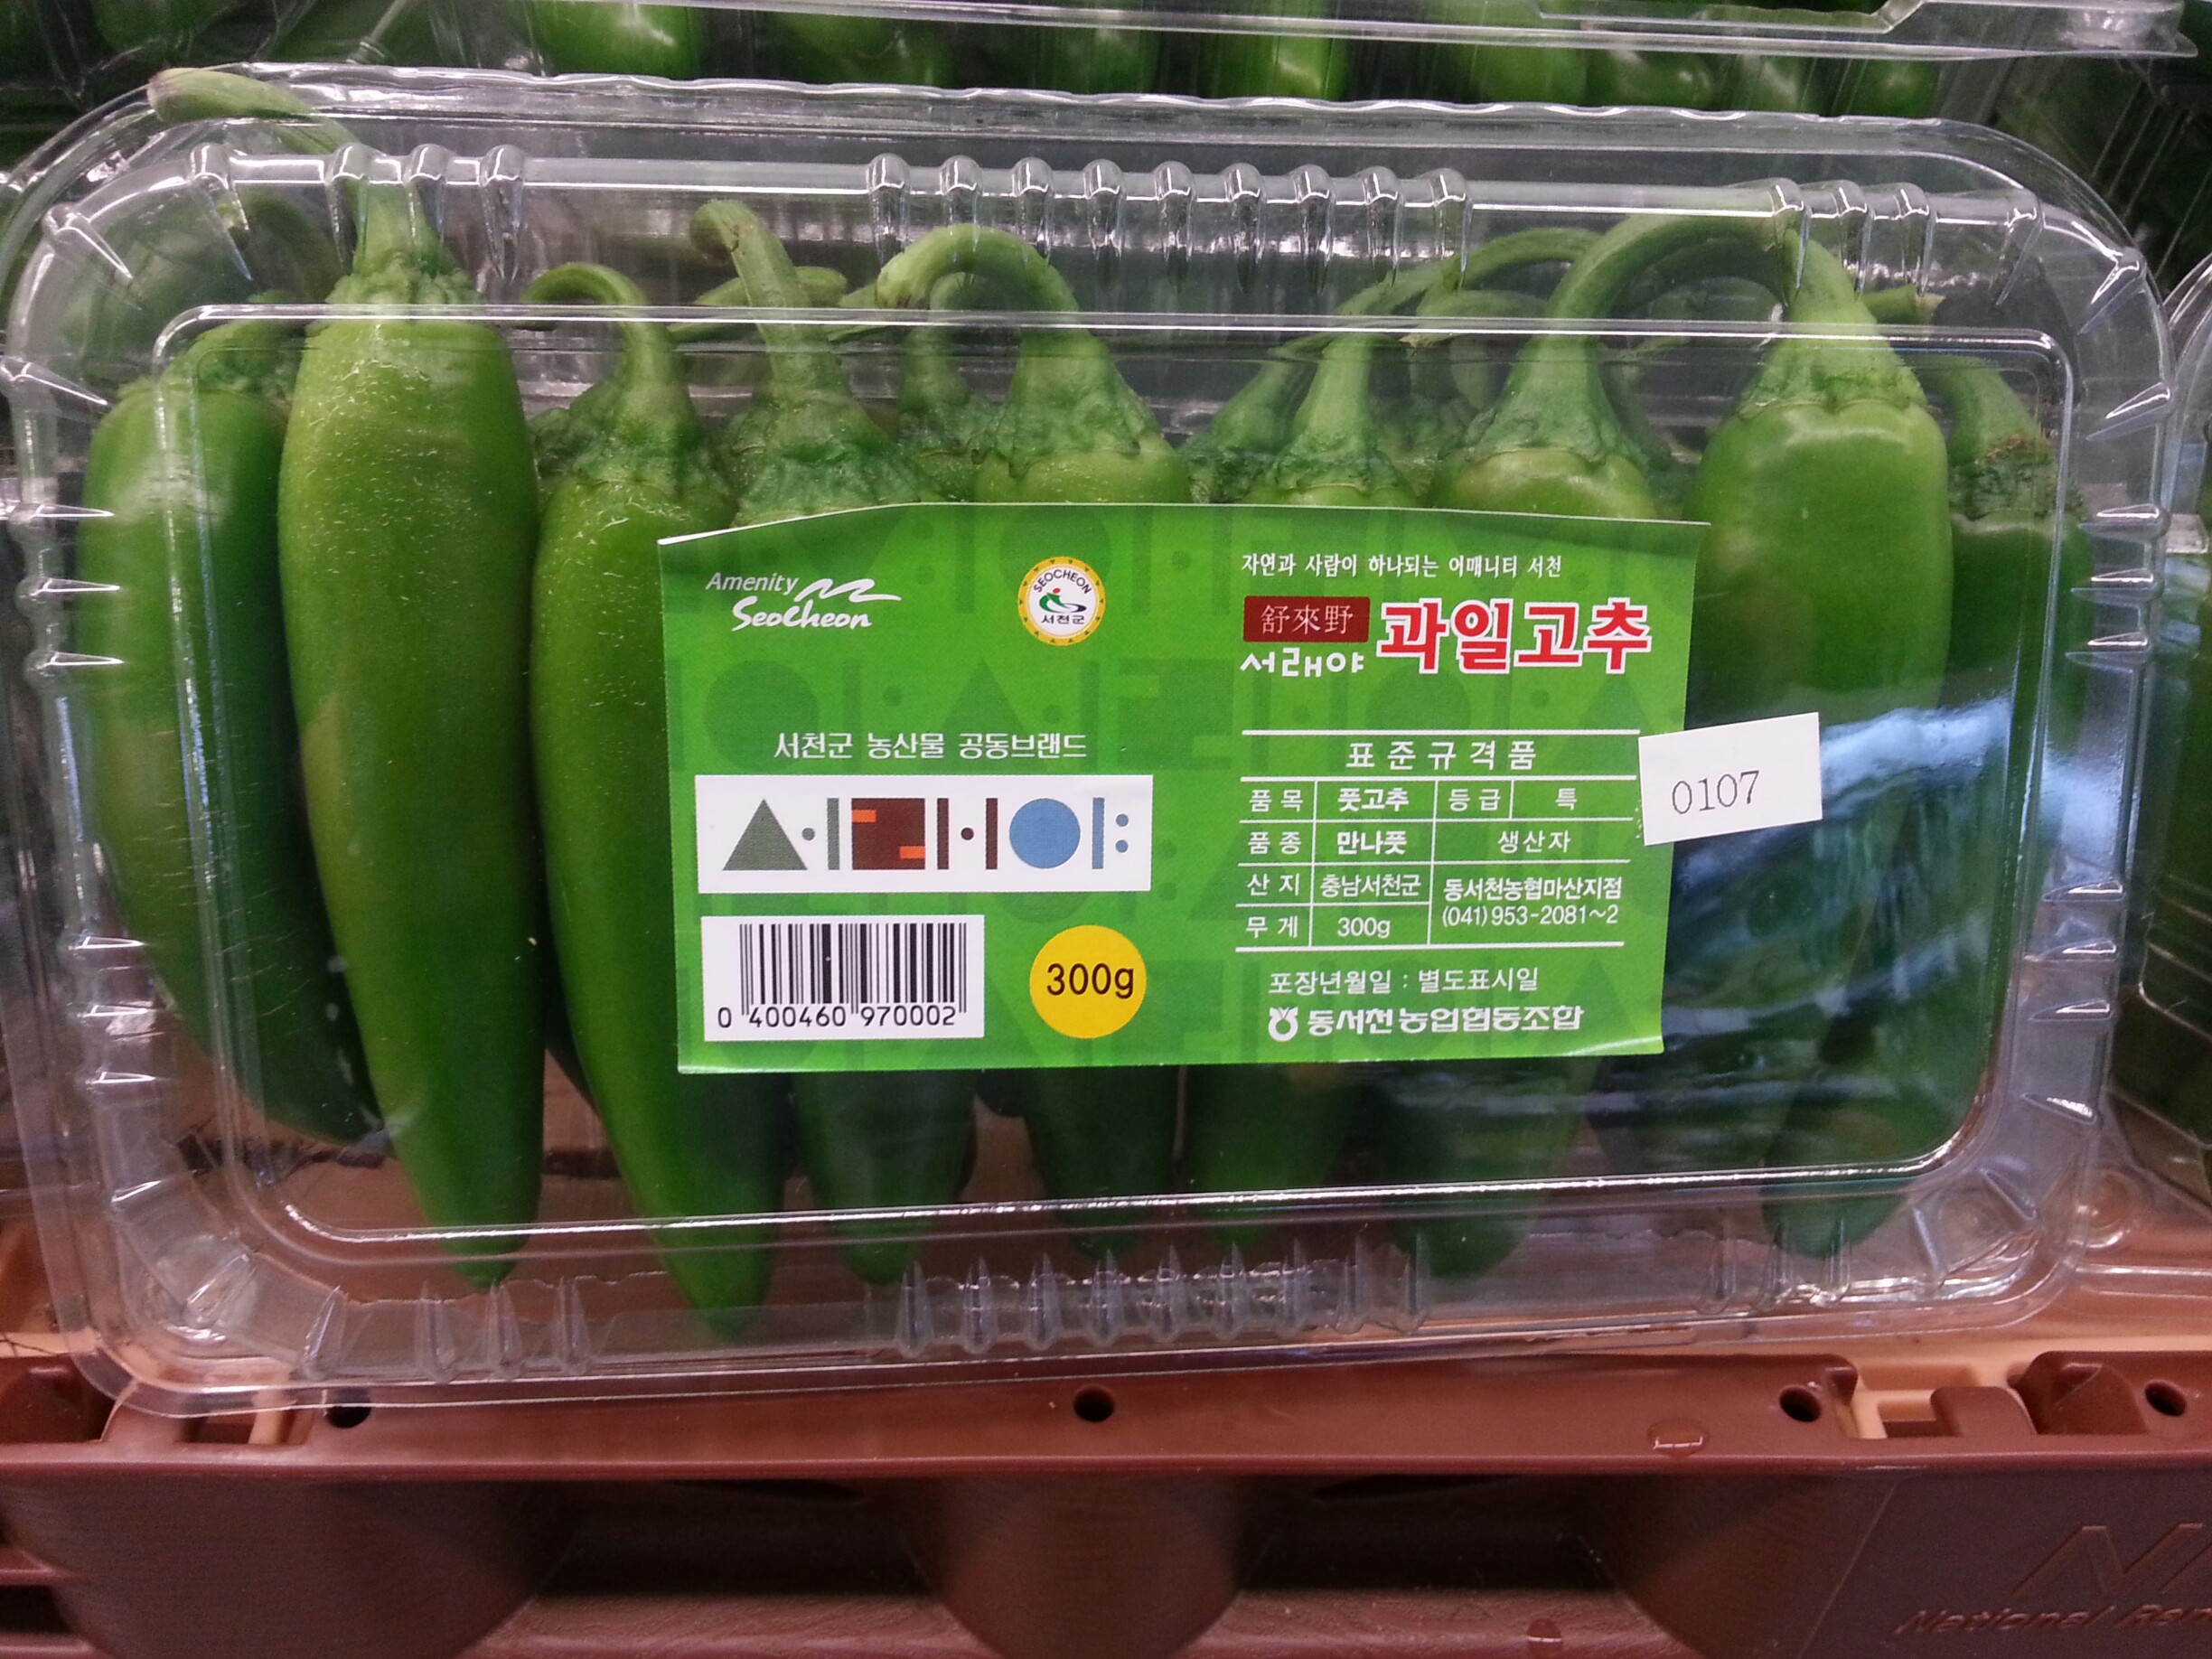 Amenity
Seocheon
SEOCHEON
서천군
자연과 사람이 하나되는 어매니티 서천
舒來野
서래야
과일고추
서천군 농산물 공동브랜드
서래야
0 400460 970002
300g
표준규격품
품목 풋고추 등급 특
품종 만나풋 생산자
산지 충남서천군 동서천농협마산지점
(041)953-2081~2
무게 300g
포장년월일 : 별도표시일
동서천농업협동조합
0107
National